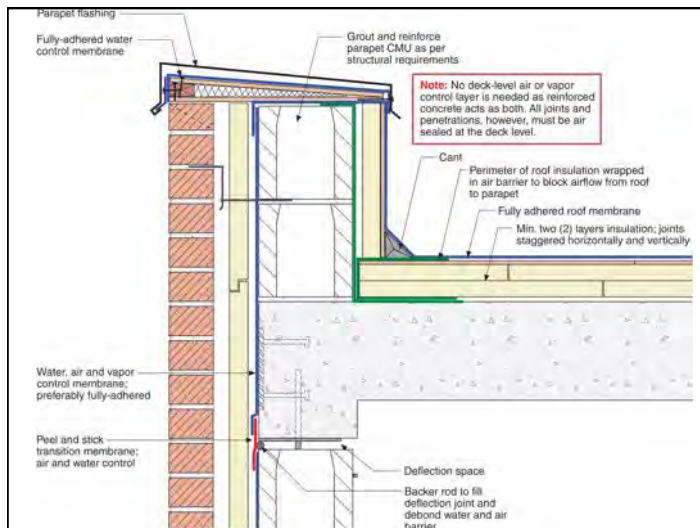 Parapet flashing
Fully-adhered water
control membrane
Grout and reinforce
parapet CMU as per
structural requirements
Note: No deck-level air or vapor
control layer is needed as reinforced
concrete acts as both. All joints and
penetrations, however, must be air
sealed at the deck level.
Cant
Perimeter of roof insulation wrapped
in air barrier to block airflow from roof
to parapet
Fully adhered roof membrane
Min. two (2) layers insulation; joints
staggered horizontally and vertically
Water, air and vapor
control membrane;
preferably fully-adhered
Peel and stick
transition membrane;
air and water control
Deflection space
Backer rod to fill
deflection joint and
debond water and air
barrier